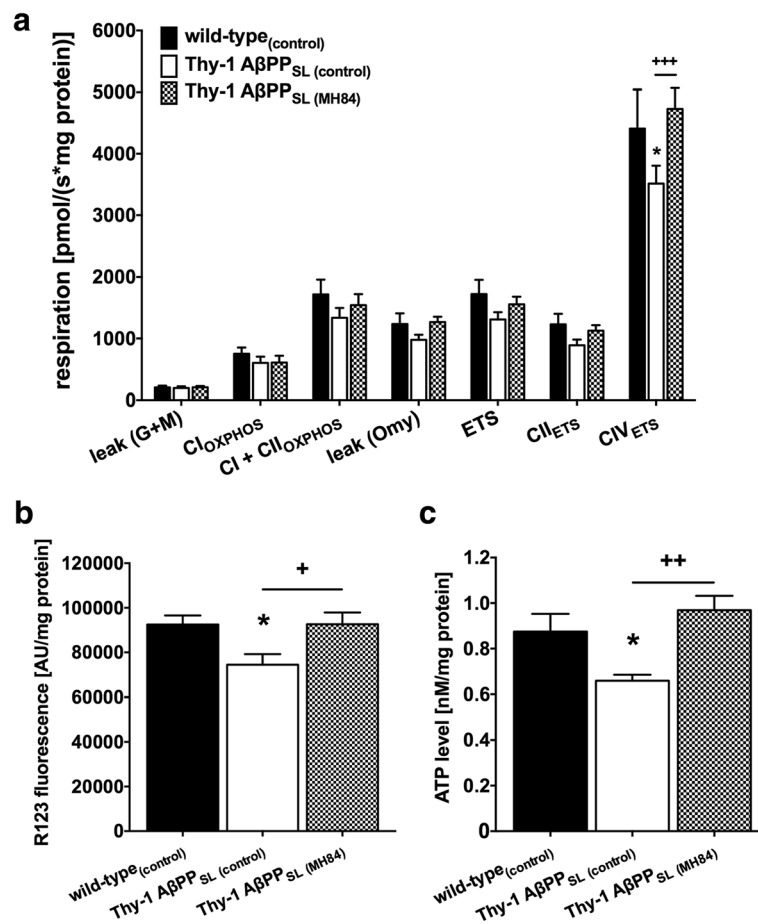 a
respiration [pmol/(s*mg protein)]
6000
5000
4000
3000
2000
1000
0
wild-type(control)
Thy-1 AβPPSL (control)
Thy-1 AβPPSL (MH84)
+++
*
leak (G+M)
CIOXPHOS
CI + CIIOXPHOS
leak (Omy)
ETS
CIIETS
CIVETS
b
R123 fluorescence [AU/mg protein]
120000
100000
80000
60000
40000
20000
0
+
*
wild-type(control)
Thy-1 AβPPSL (control)
Thy-1 AβPPSL (MH84)
c
ATP level [nM/mg protein]
1.2
1.0
0.8
0.6
0.4
0.2
0.0
++
*
wild-type(control)
Thy-1 AβPPSL (control)
Thy-1 AβPPSL (MH84)